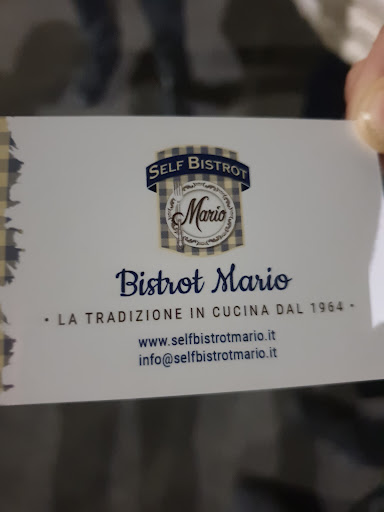 SELF BISTROT
Mario
Bistrot Mario
• LA TRADIZIONE IN CUCINA DAL 1964 •
www.selfbistrotmario.it
info@selfbistrotmario.it